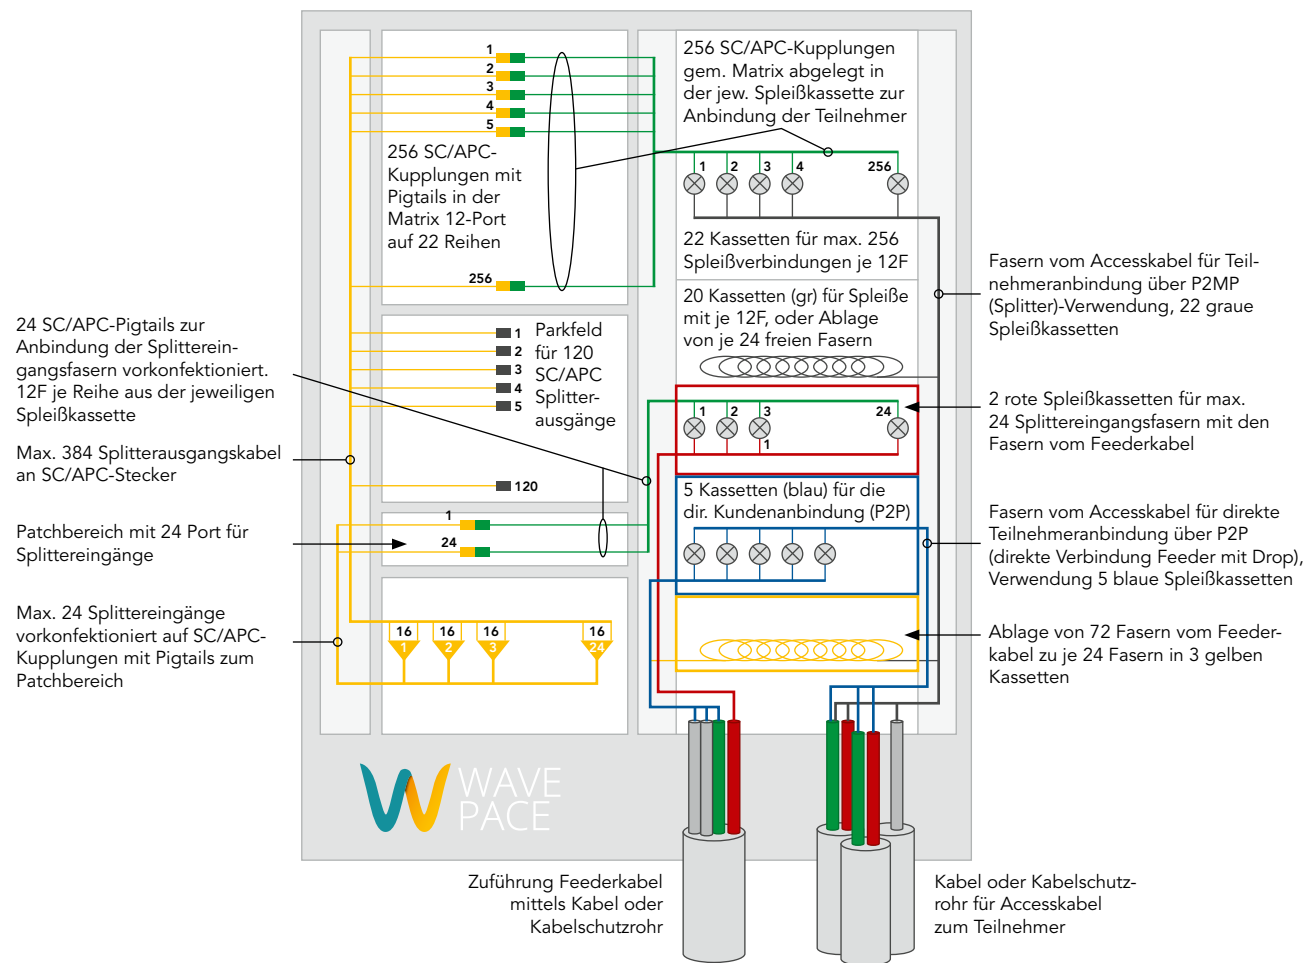 1
2
3
4
5
256 SC/APC-
Kupplungen mit
Pigtails in der
Matrix 12-Port
auf 22 Reihen
256
256 SC/APC-Kupplungen
gem. Matrix abgelegt in
der jew. Spleißkassette zur
Anbindung der Teilnehmer
1 2 3 4 256
22 Kassetten für max. 256
Spleißverbindungen je 12F
20 Kassetten (gr) für Spleiße
mit je 12F, oder Ablage
von je 24 freien Fasern
Fasern vom Accesskabel für Teil-
nehmeranbindung über P2MP
(Splitter)-Verwendung, 22 graue
Spleißkassetten
24 SC/APC-Pigtails zur
Anbindung der Splitterein-
gangsfasern vorkonfektioniert.
12F je Reihe aus der jeweiligen
Spleißkassette
1
2
3
4
5
120
Parkfeld
für 120
SC/APC
Splitter-
ausgänge
1 2 3 24
1
2 rote Spleißkassetten für max.
24 Splittereingangsfasern mit den
Fasern vom Feederkabel
Max. 384 Splitterausgangskabel
an SC/APC-Stecker
5 Kassetten (blau) für die
dir. Kundenanbindung (P2P)
Fasern vom Accesskabel für direkte
Teilnehmeranbindung über P2P
(direkte Verbindung Feeder mit Drop),
Verwendung 5 blaue Spleißkassetten
Patchbereich mit 24 Port für
Splittereingänge
1
24
Max. 24 Splittereingänge
vorkonfektioniert auf SC/APC-
Kupplungen mit Pigtails zum
Patchbereich
16 16 16 16
1 2 3 24
Ablage von 72 Fasern vom Feeder-
kabel zu je 24 Fasern in 3 gelben
Kassetten
WAVE
PACE
Zuführung Feederkabel
mittels Kabel oder
Kabelschutzrohr
Kabel oder Kabelschutz-
rohr für Accesskabel
zum Teilnehmer